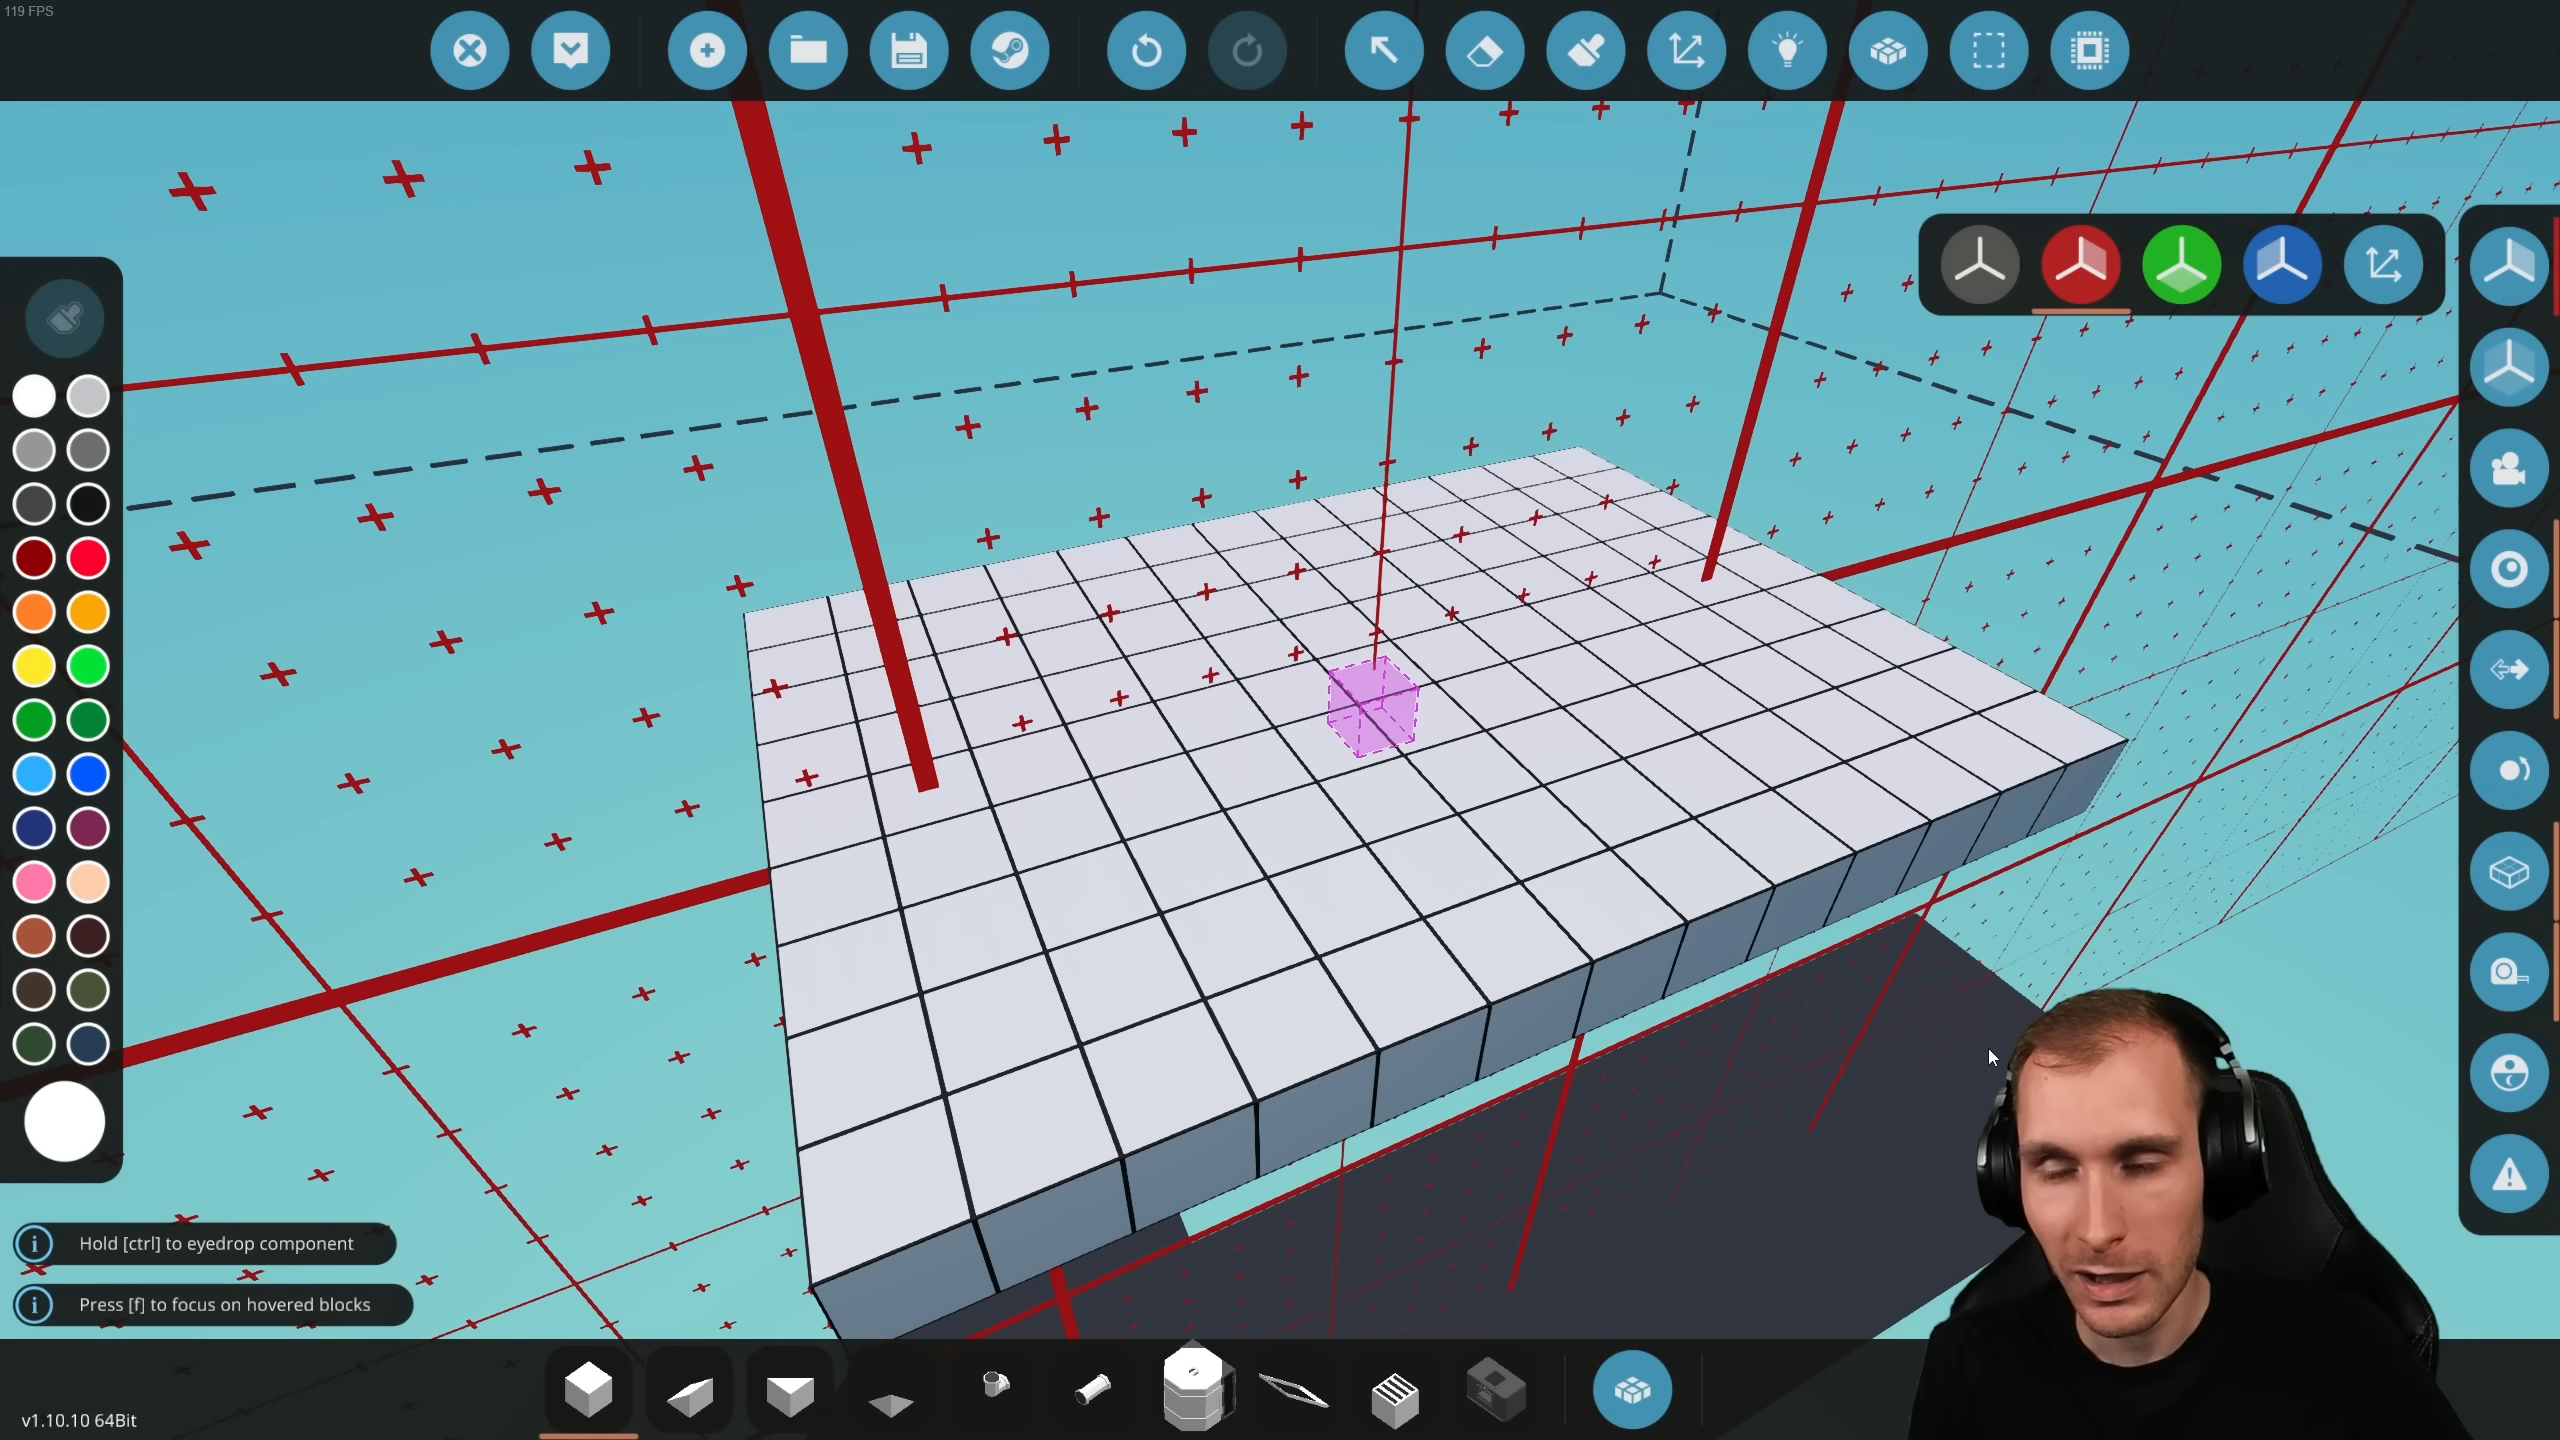 119 FPS
Hold [ctrl] to eyedrop component
Press [f] to focus on hovered blocks
v1.10.10 64Bit